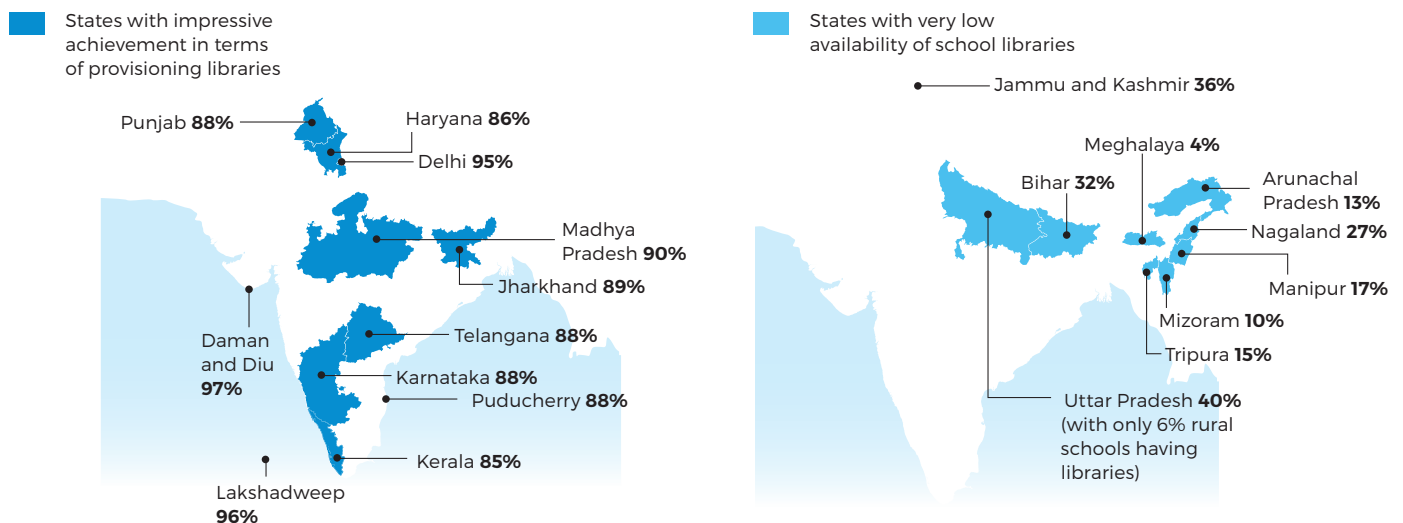 States with impressive
achievement in terms
of provisioning libraries
Punjab 88%
Haryana 86%
Delhi 95%
Madhya
Pradesh 90%
Jharkhand 89%
Daman
and Diu
97%
Telangana 88%
Karnataka 88%
Puducherry 88%
Kerala 85%
Lakshadweep
96%
States with very low
availability of school libraries
Jammu and Kashmir 36%
Meghalaya 4%
Bihar 32%
Arunachal
Pradesh 13%
Nagaland 27%
Manipur 17%
Mizoram 10%
Tripura 15%
Uttar Pradesh 40%
(with only 6% rural
schools having
libraries)